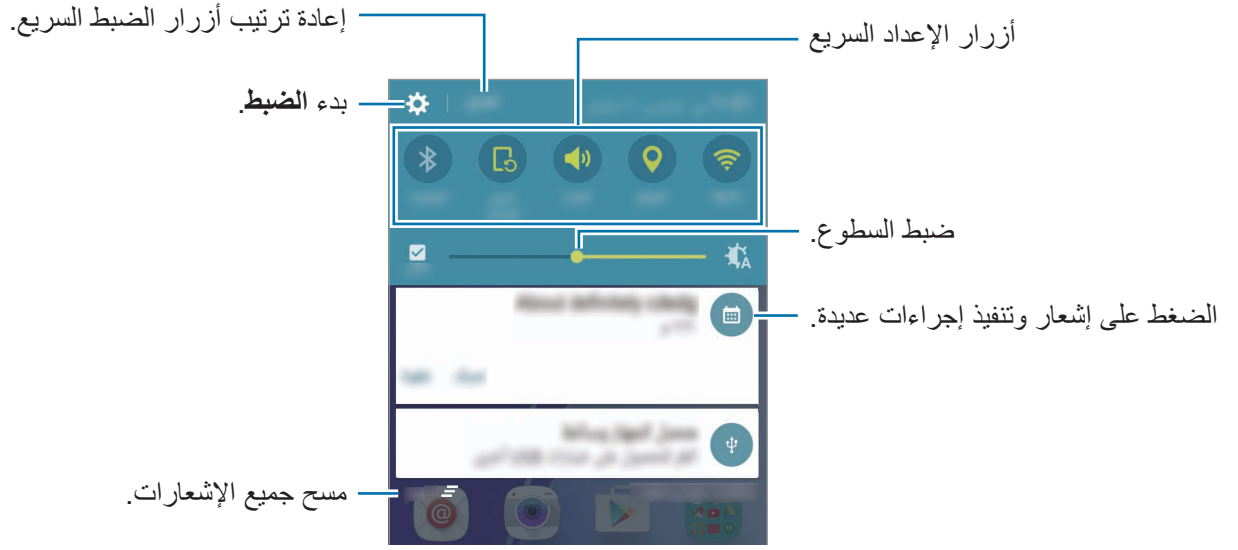 أزرار الإعداد السريع
إعادة ترتيب أزرار الضبط السريع.
بدء الضبط.
ضبط السطوع.
الضغط على إشعار وتنفيذ إجراءات عديدة.
مسح جميع الإشعارات.